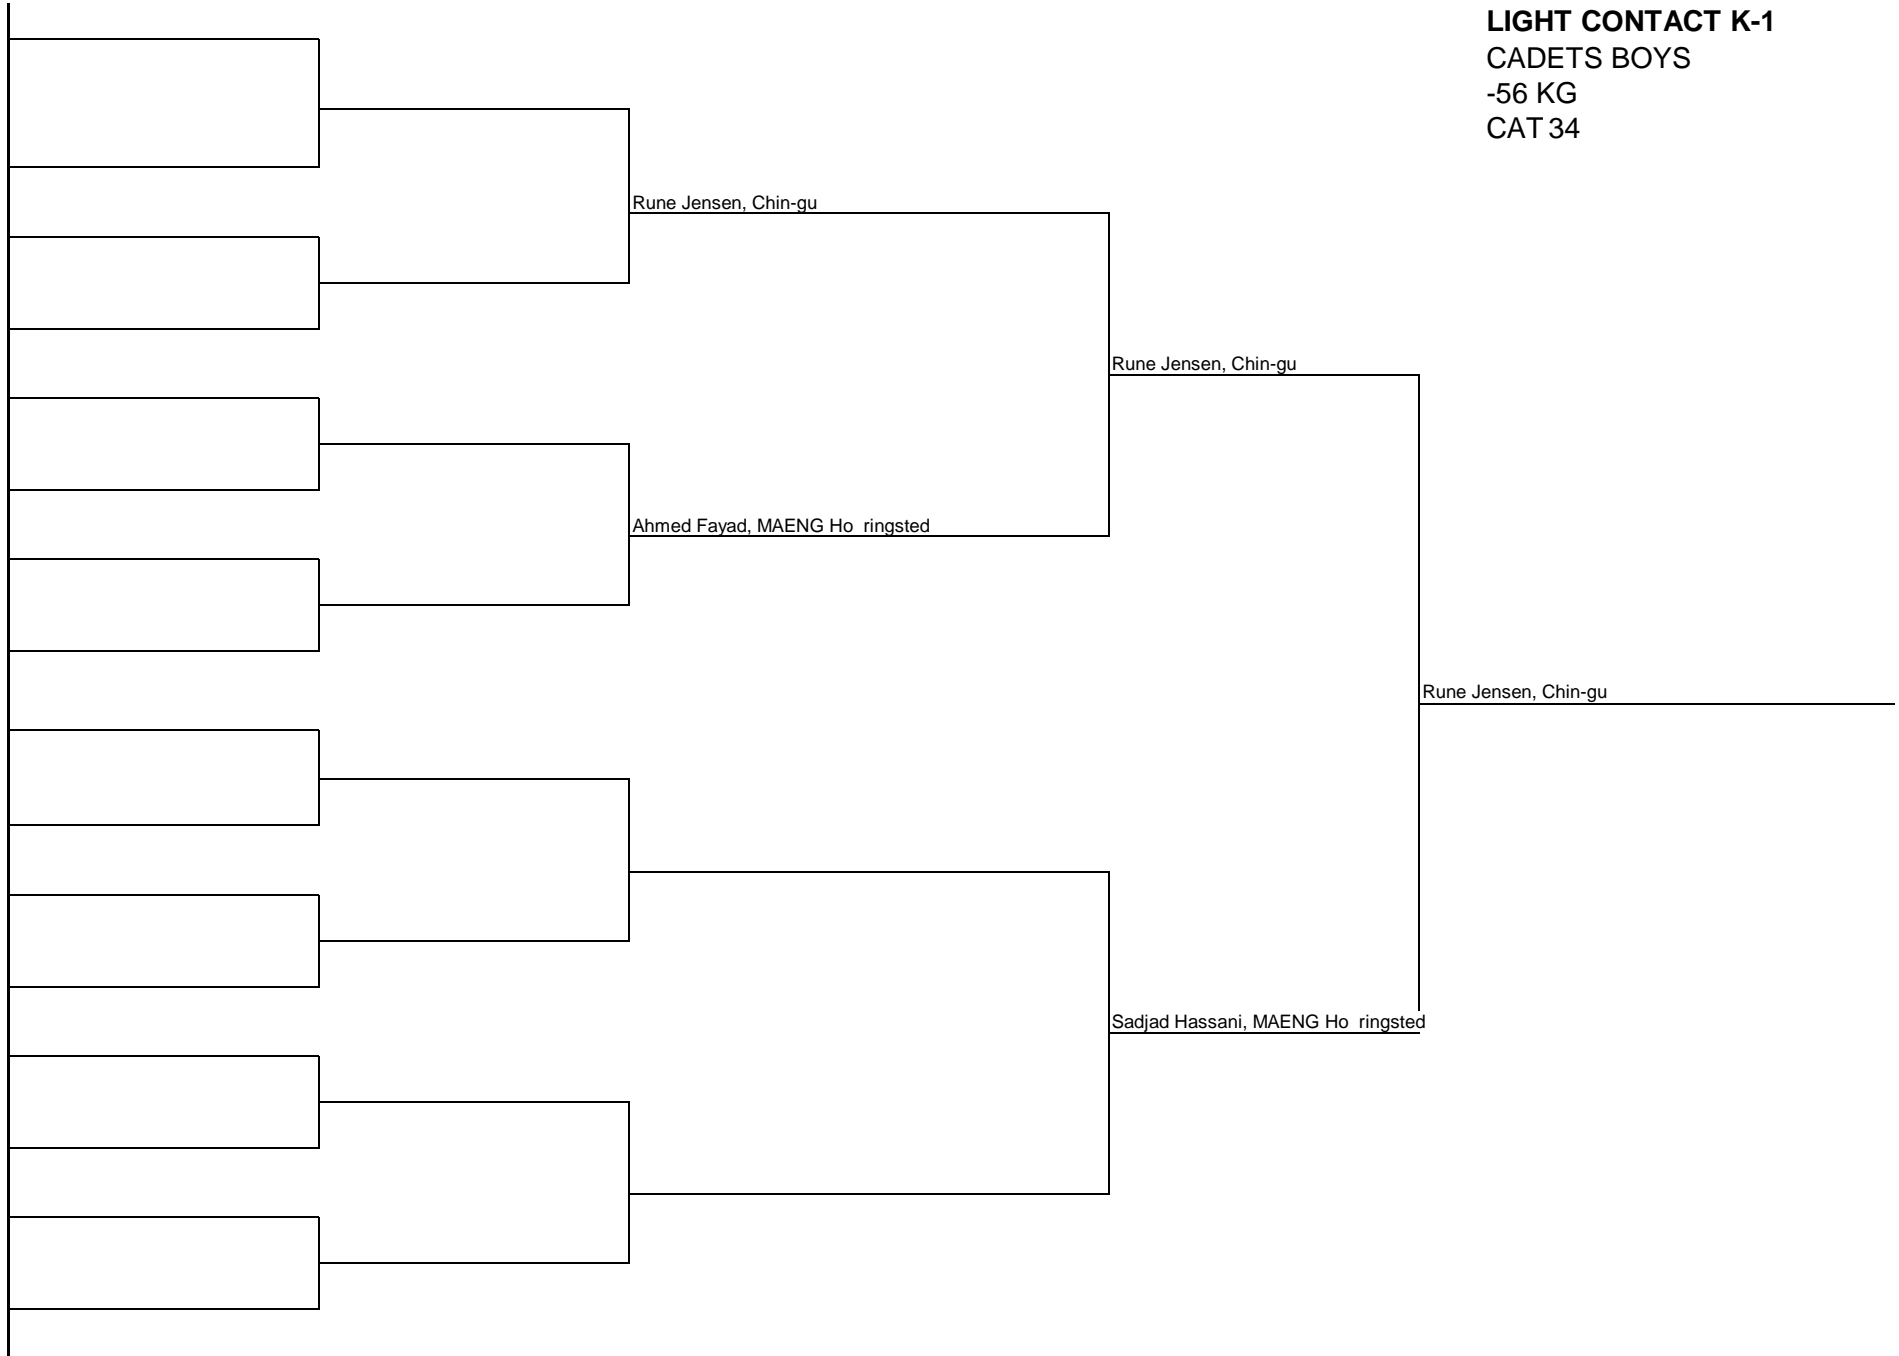 LIGHT CONTACT K-1
CADETS BOYS
-56 KG
CAT 34
Rune Jensen, Chin-gu
Rune Jensen, Chin-gu
Ahmed Fayad, MAENG Ho  ringsted
Rune Jensen, Chin-gu
Sadjad Hassani, MAENG Ho  ringsted